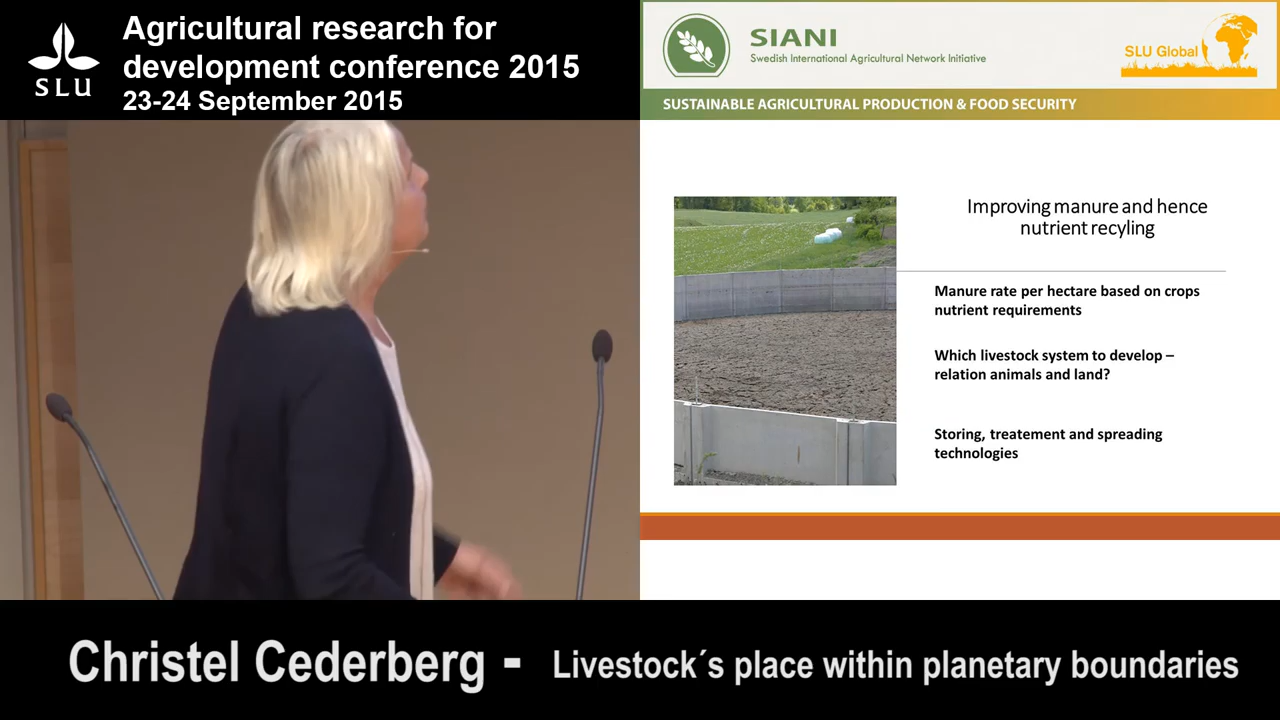 SLU
Agricultural research for
development conference 2015
23-24 September 2015
SIANI
Swedish International Agricultural Network Initiative
SLU Global
SUSTAINABLE AGRICULTURAL PRODUCTION & FOOD SECURITY
Improving manure and hence
nutrient recyling
Manure rate per hectare based on crops
nutrient requirements
Which livestock system to develop –
relation animals and land?
Storing, treatement and spreading
technologies
Christel Cederberg - Livestock´s place within planetary boundaries